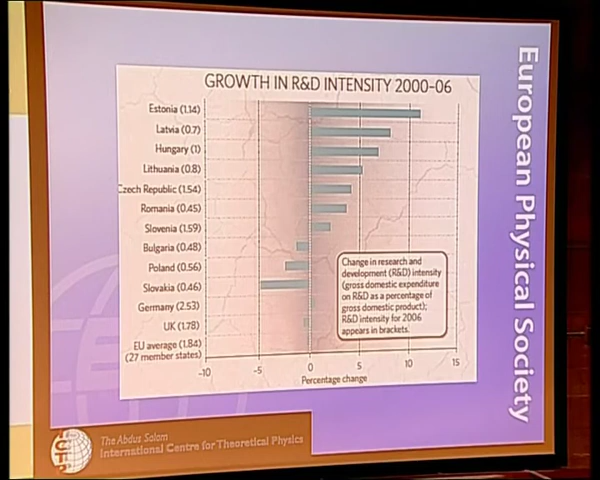 GROWTH IN R&D INTENSITY 2000-06
Estonia (1.14)
Latvia (0.7)
Hungary (1)
Lithuania (0.8)
Czech Republic (1.54)
Romania (0.45)
Slovenia (1.59)
Bulgaria (0.48)
Poland (0.56)
Slovakia (0.46)
Germany (2.53)
UK (1.78)
EU average (1.84)
(27 member states)
-10 -5 0 5 10 15
Percentage change
Change in research and
development (R&D) intensity
(gross domestic expenditure
on R&D as a percentage of
gross domestic product);
R&D intensity for 2006
appears in brackets.
European Physical Society
The Abdus Salam
International Centre for Theoretical Physics